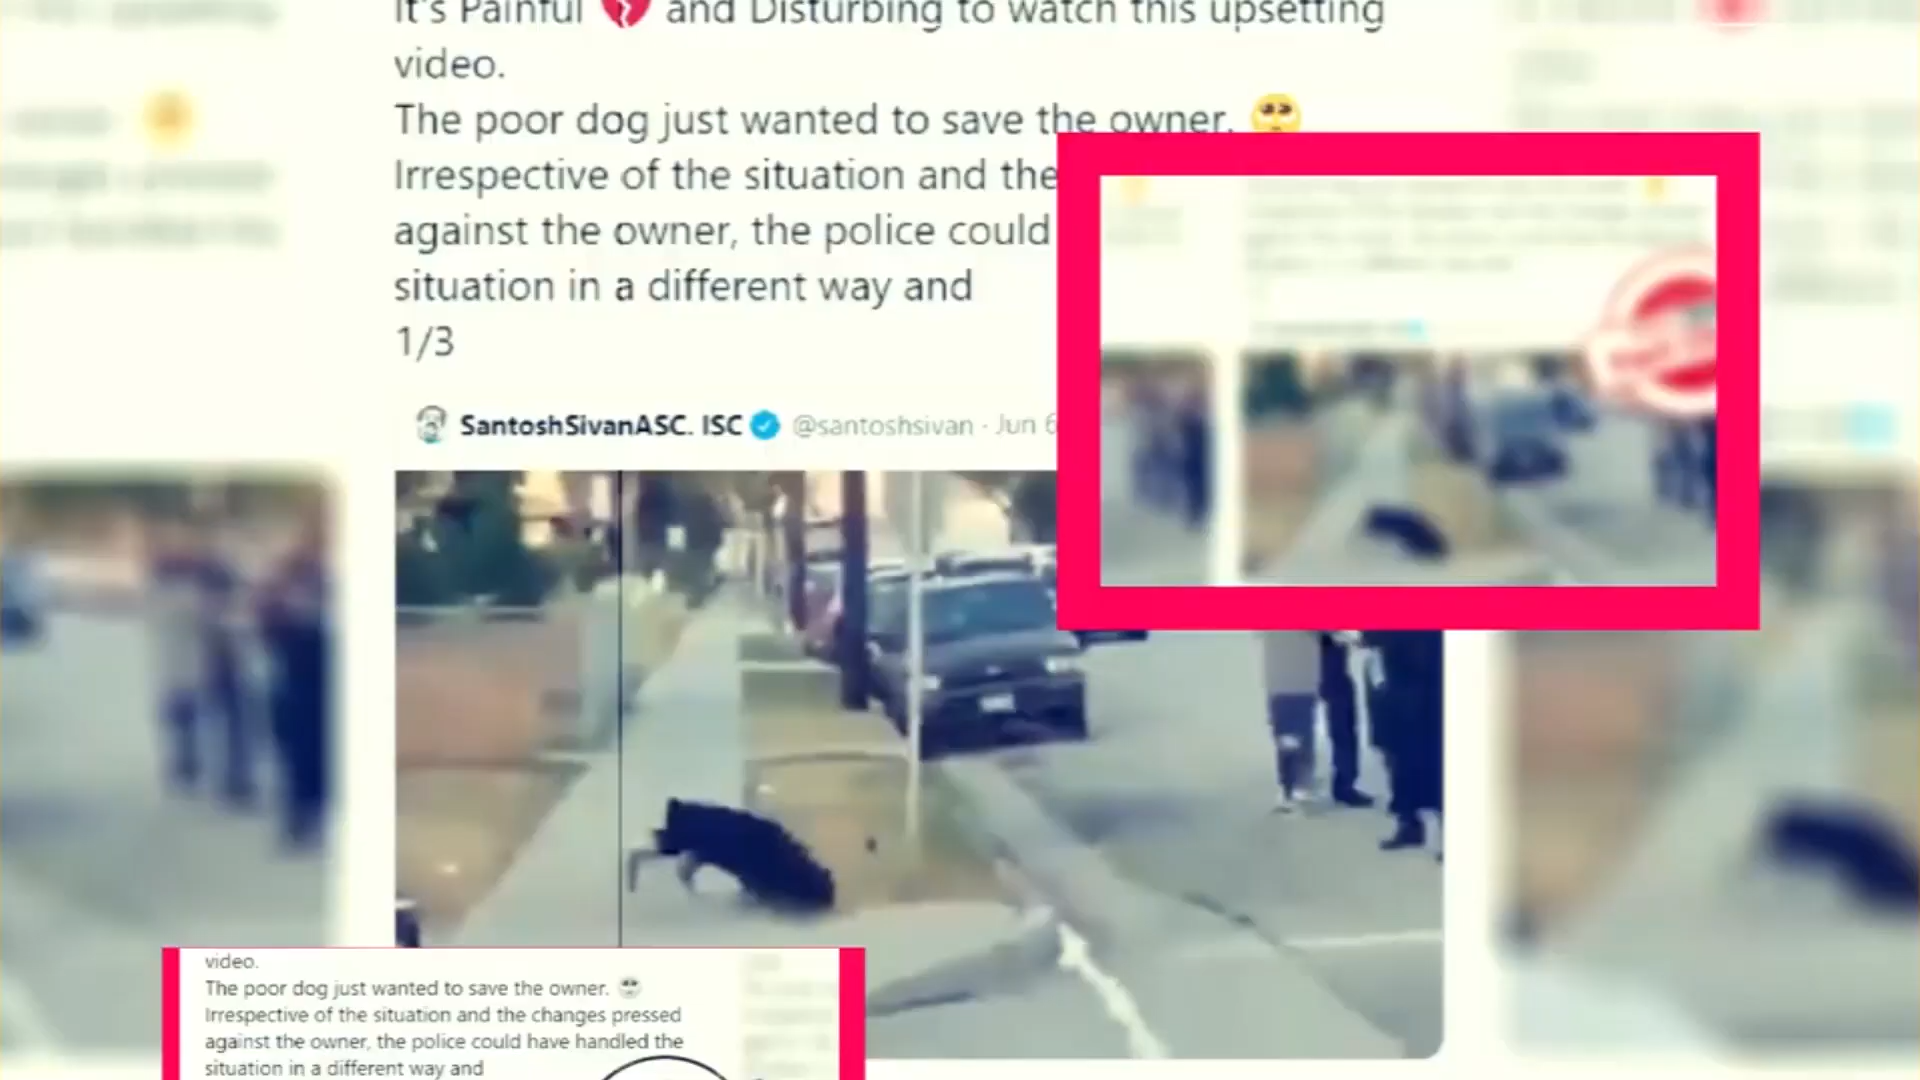 It's Painful 💔 and Disturbing to watch this upsetting
video.
The poor dog just wanted to save the owner. 🥺
Irrespective of the situation and the
against the owner, the police could
situation in a different way and
1/3
SantoshSivanASC. ISC @santoshsivan · Jun 6
video.
The poor dog just wanted to save the owner. 🥺
Irrespective of the situation and the changes pressed
against the owner, the police could have handled the
situation in a different way and